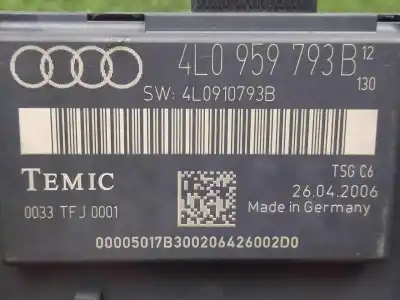 4L0 959 793B 12
130
SW: 4L0910793B
TEMIC
TSG C6
26.04.2006
0033 TFJ 0001
Made in Germany
00005017B300206426002D0